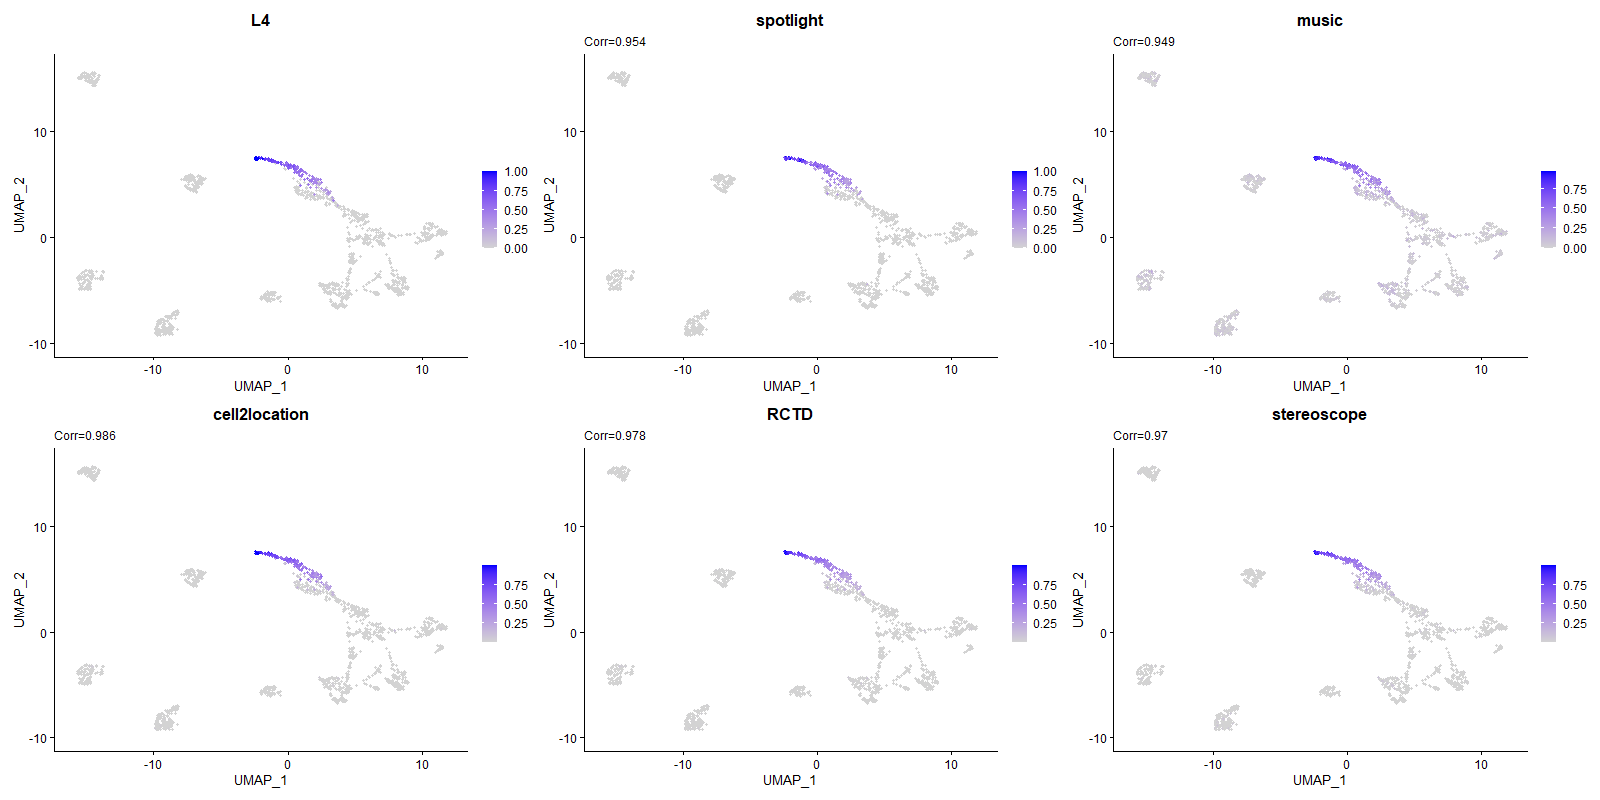 L4
10
0
-10
UMAP_2
-10
0
10
UMAP_1
1.00
0.75
0.50
0.25
0.00
spotlight
Corr=0.954
10
0
-10
UMAP_2
-10
0
10
UMAP_1
1.00
0.75
0.50
0.25
0.00
music
Corr=0.949
10
0
-10
UMAP_2
-10
0
10
UMAP_1
0.75
0.50
0.25
0.00
cell2location
Corr=0.986
10
0
-10
UMAP_2
-10
0
10
UMAP_1
0.75
0.50
0.25
RCTD
Corr=0.978
10
0
-10
UMAP_2
-10
0
10
UMAP_1
0.75
0.50
0.25
stereoscope
Corr=0.97
10
0
-10
UMAP_2
-10
0
10
UMAP_1
0.75
0.50
0.25